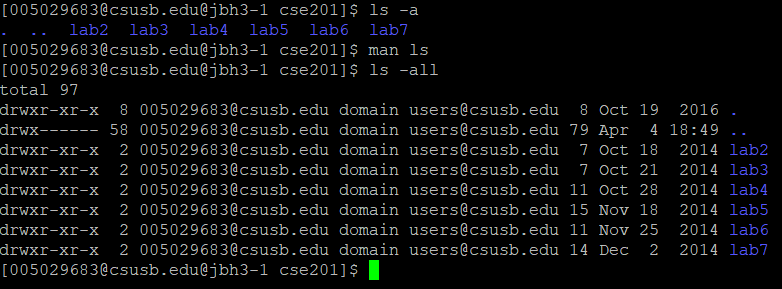 [005029683@csusb.edu@jbh3-1 cse201]$ ls -a
.  ..  lab2  lab3  lab4  lab5  lab6  lab7
[005029683@csusb.edu@jbh3-1 cse201]$ man ls
[005029683@csusb.edu@jbh3-1 cse201]$ ls -all
total 97
drwxr-xr-x  8 005029683@csusb.edu domain users@csusb.edu  8 Oct 19  2016 .
drwx------ 58 005029683@csusb.edu domain users@csusb.edu 79 Apr  4 18:49 ..
drwxr-xr-x  2 005029683@csusb.edu domain users@csusb.edu  7 Oct 18  2014 lab2
drwxr-xr-x  2 005029683@csusb.edu domain users@csusb.edu  7 Oct 21  2014 lab3
drwxr-xr-x  2 005029683@csusb.edu domain users@csusb.edu 11 Oct 28  2014 lab4
drwxr-xr-x  2 005029683@csusb.edu domain users@csusb.edu 15 Nov 18  2014 lab5
drwxr-xr-x  2 005029683@csusb.edu domain users@csusb.edu 11 Nov 25  2014 lab6
drwxr-xr-x  2 005029683@csusb.edu domain users@csusb.edu 14 Dec  2  2014 lab7
[005029683@csusb.edu@jbh3-1 cse201]$